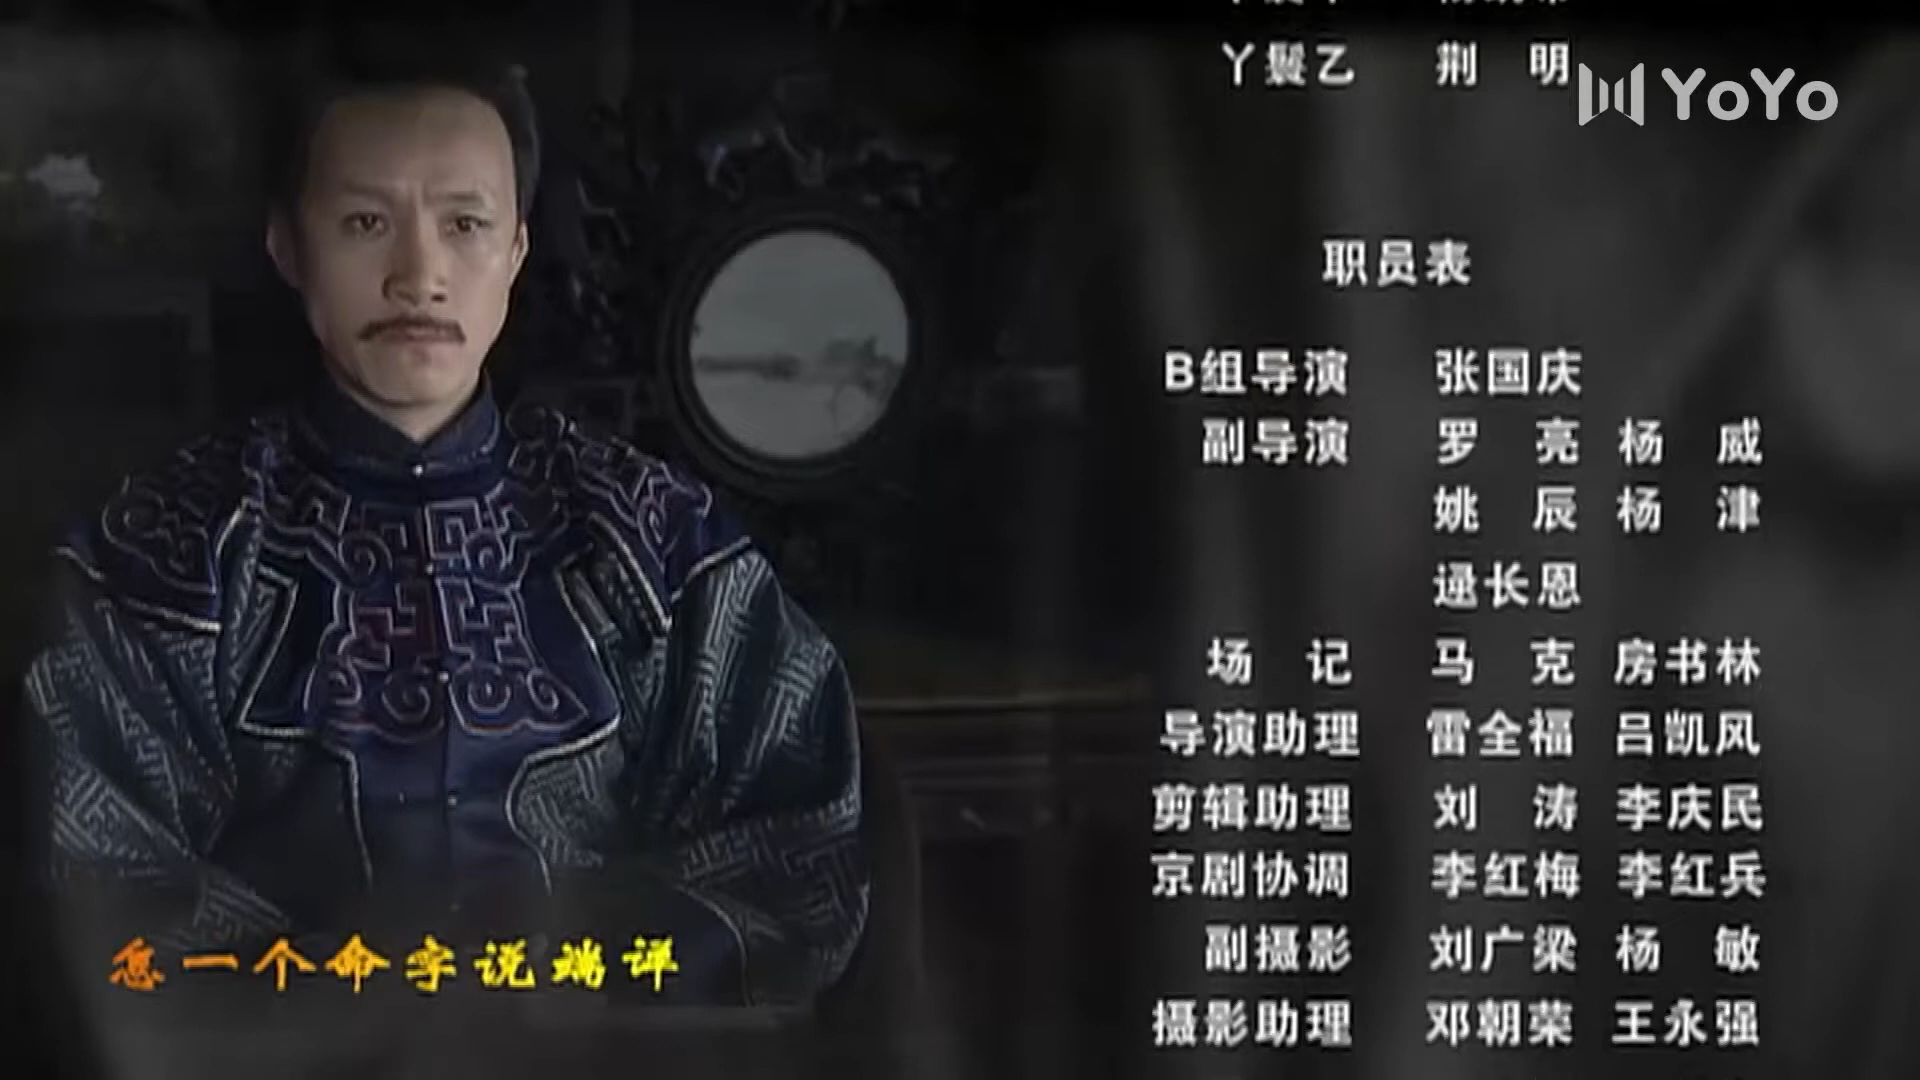 丫鬟乙 荆 明
YoYo
职员表
B组导演 张国庆
副导演 罗 亮 杨 威
姚 辰 杨 津
逯长恩
场 记 马 克 房书林
导演助理 雷全福 吕凯风
剪辑助理 刘 涛 李庆民
京剧协调 李红梅 李红兵
副摄影 刘广梁 杨 敏
摄影助理 邓朝荣 王永强
一个命字说端详